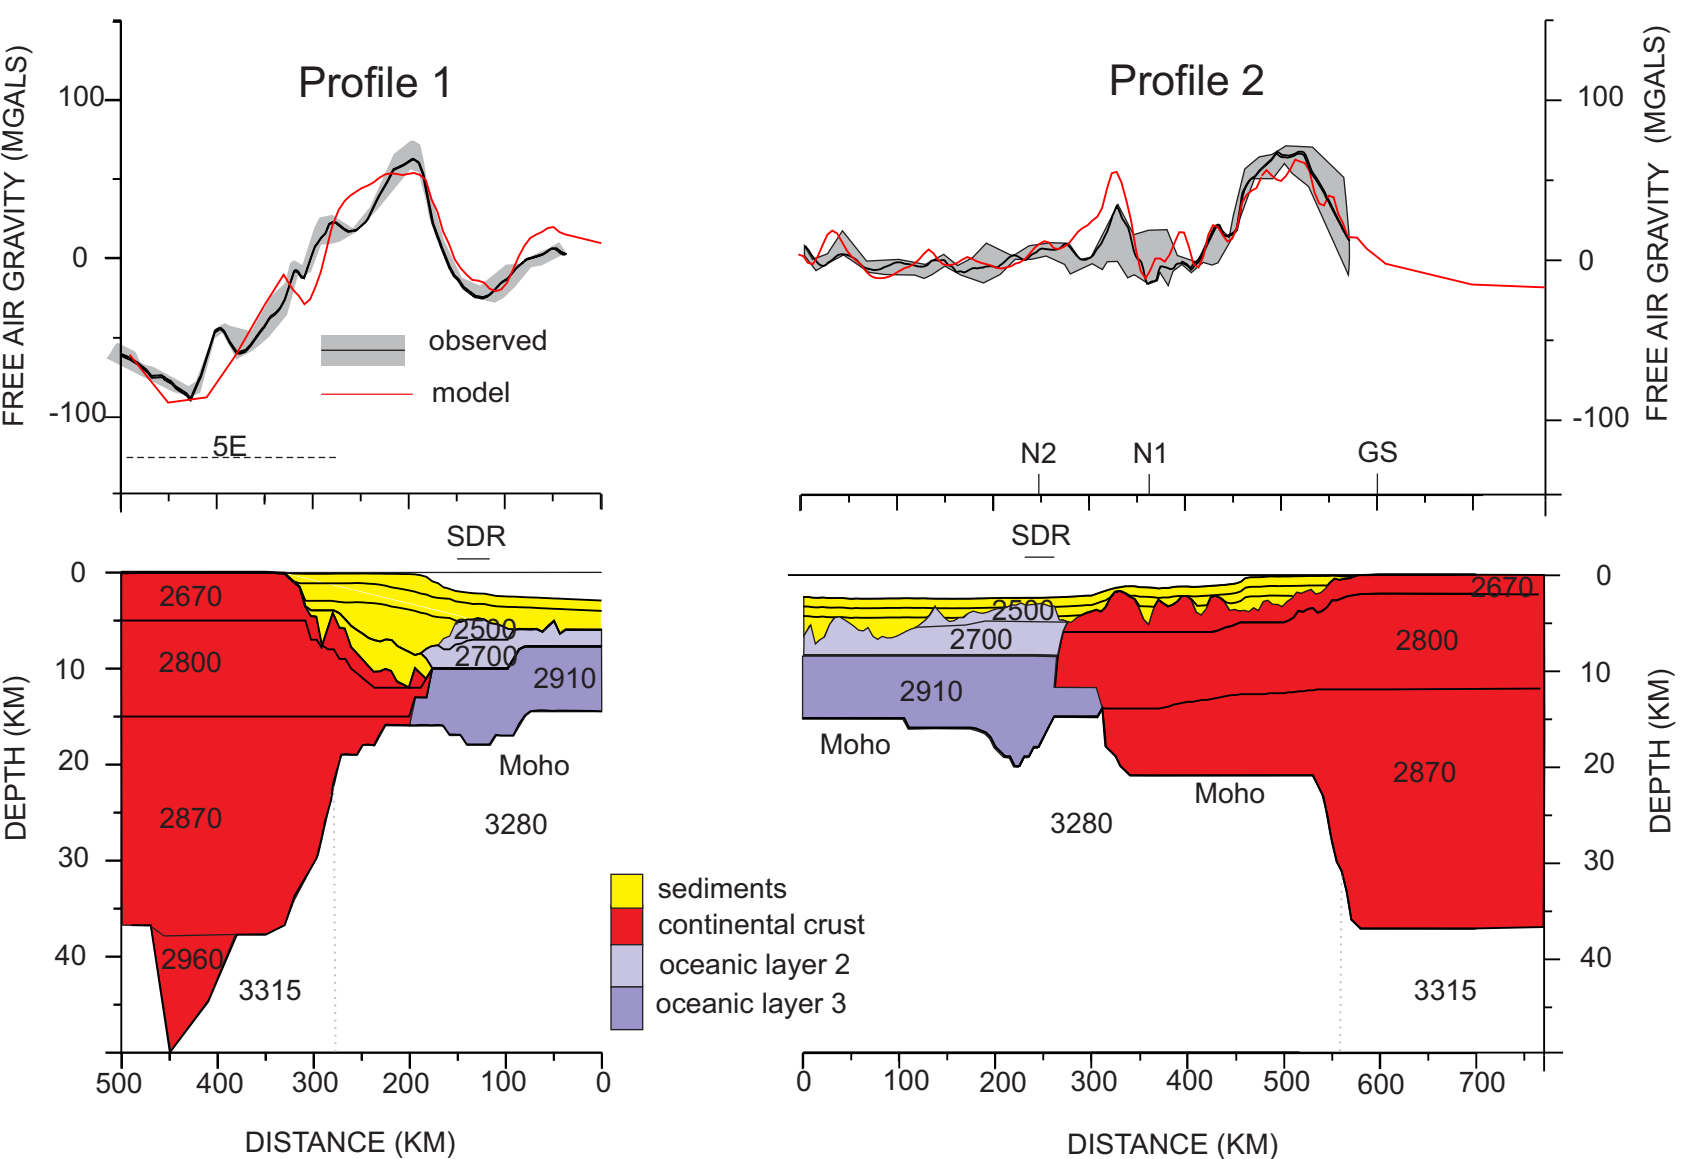 Profile 1
Profile 2
FREE AIR GRAVITY (MGALS)
100
0
-100
observed
model
5E
100
0
-100
FREE AIR GRAVITY (MGALS)
N2
N1
GS
SDR
SDR
DEPTH (KM)
0
10
20
30
40
2670
2800
2870
2960
3315
2500
2700
2910
Moho
3280
2500
2700
2910
Moho
3280
Moho
2670
2800
2870
3315
0
10
20
30
40
DEPTH (KM)
sediments
continental crust
oceanic layer 2
oceanic layer 3
500 400 300 200 100 0
0 100 200 300 400 500 600 700
DISTANCE (KM)
DISTANCE (KM)